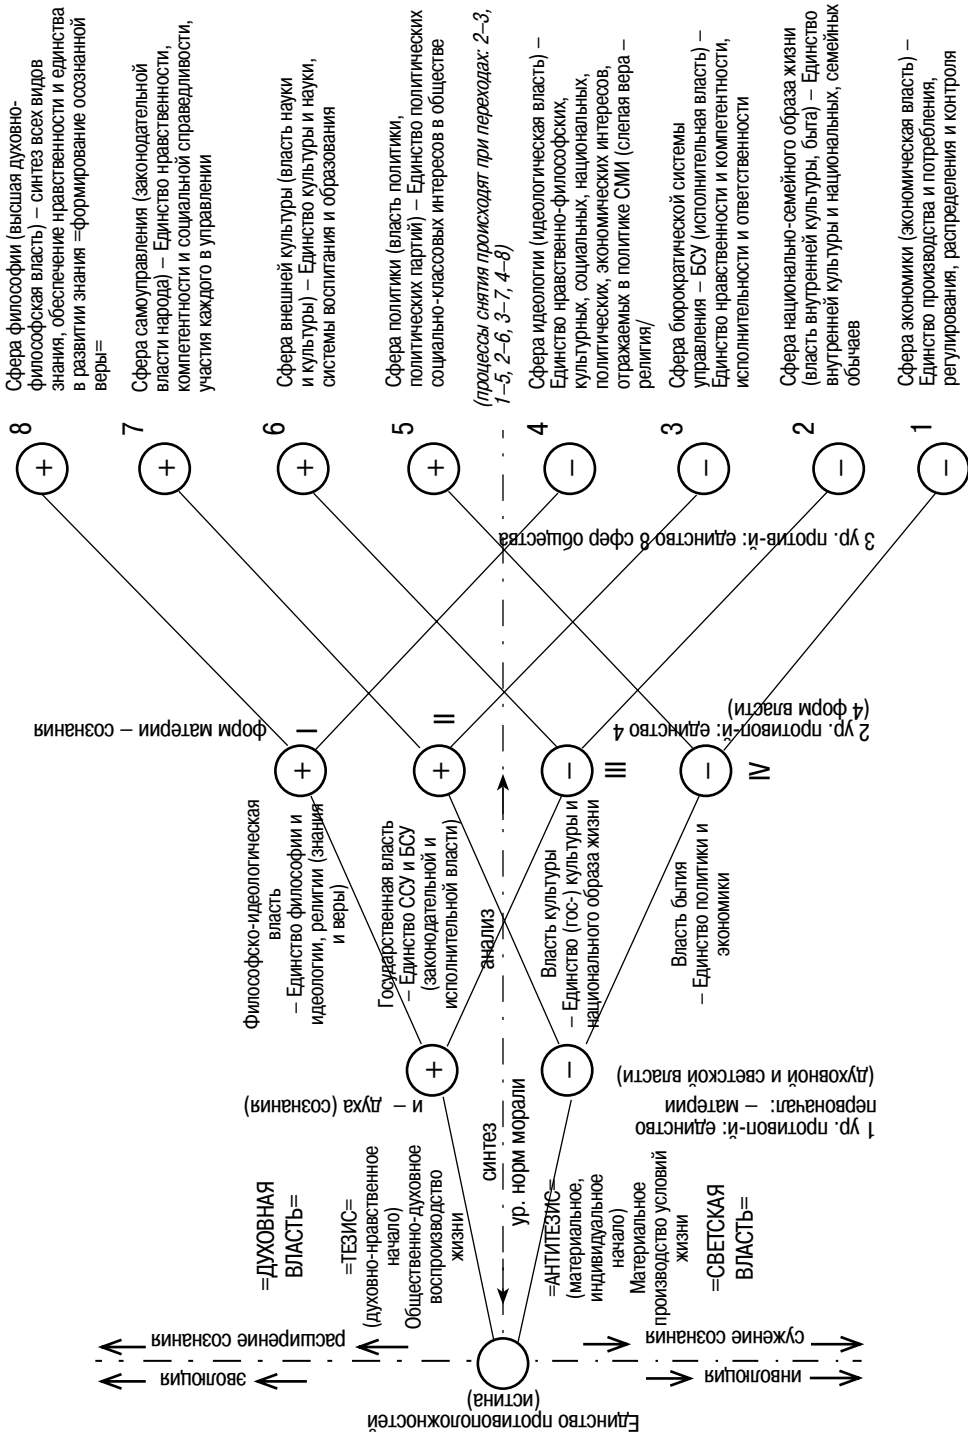 Сфера философии (высшая духовно-
философская власть) – синтез всех видов
знания, обеспечение нравственности и единства
в развитии знания =формирование осознанной
веры=
8
+
Сфера самоуправления (законодательной
власти народа) – Единство нравственности,
компетентности и социальной справедливости,
участия каждого в управлении
7
+
Сфера внешней культуры (власть науки
и культуры) – Единство культуры и науки,
системы воспитания и образования
6
+
Сфера политики (власть политики,
политических партий) – Единство политических
социально-классовых интересов в обществе
5
+
(процессы снятия происходят при переходах: 2–3,
1–5, 2–6, 3–7, 4–8)
Сфера идеологии (идеологическая власть) –
Единство нравственно-философских,
культурных, социальных, национальных,
политических, экономических интересов,
отражаемых в политике СМИ (слепая вера –
религия/
4
–
Сфера бюрократической системы
управления – БСУ (исполнительная власть) –
Единство нравственности и компетентности,
исполнительности и ответственности
3
–
Сфера национально-семейного образа жизни
(власть внутренней культуры, быта) – Единство
внутренней культуры и национальных, семейных
обычаев
2
–
Сфера экономики (экономическая власть) –
Единство производства и потребления,
регулирования, распределения и контроля
1
–
3 ур. против-й: единство 8 сфер общества
2 ур. противоп-й: единство 4
форм материи – сознания
(4 форм власти)
I
+
II
+
III
–
IV
–
Философско-идеологическая
власть
– Единство философии и
идеологии, религии (знания
и веры)
Государственная власть
– Единство ССУ и БСУ
(законодательной и
исполнительной власти)
анализ
Власть культуры
– Единство (гос-) культуры и
национального образа жизни
Власть бытия
– Единство политики и
экономики
+
–
1 ур. противоп-й: единство
первоначал: – материи
и – духа (сознания)
(духовной и светской власти)
синтез
ур. норм морали
=ДУХОВНАЯ
ВЛАСТЬ=
=ТЕЗИС=
(духовно-нравственное
начало)
Общественно-духовное
воспроизводство
жизни
=АНТИТЕЗИС=
(материальное,
индивидуальное
начало)
Материальное
производство условий
жизни
=СВЕТСКАЯ
ВЛАСТЬ=
расширение сознания
сужение сознания
эволюция
инволюция
Единство противоположностей
(истина)